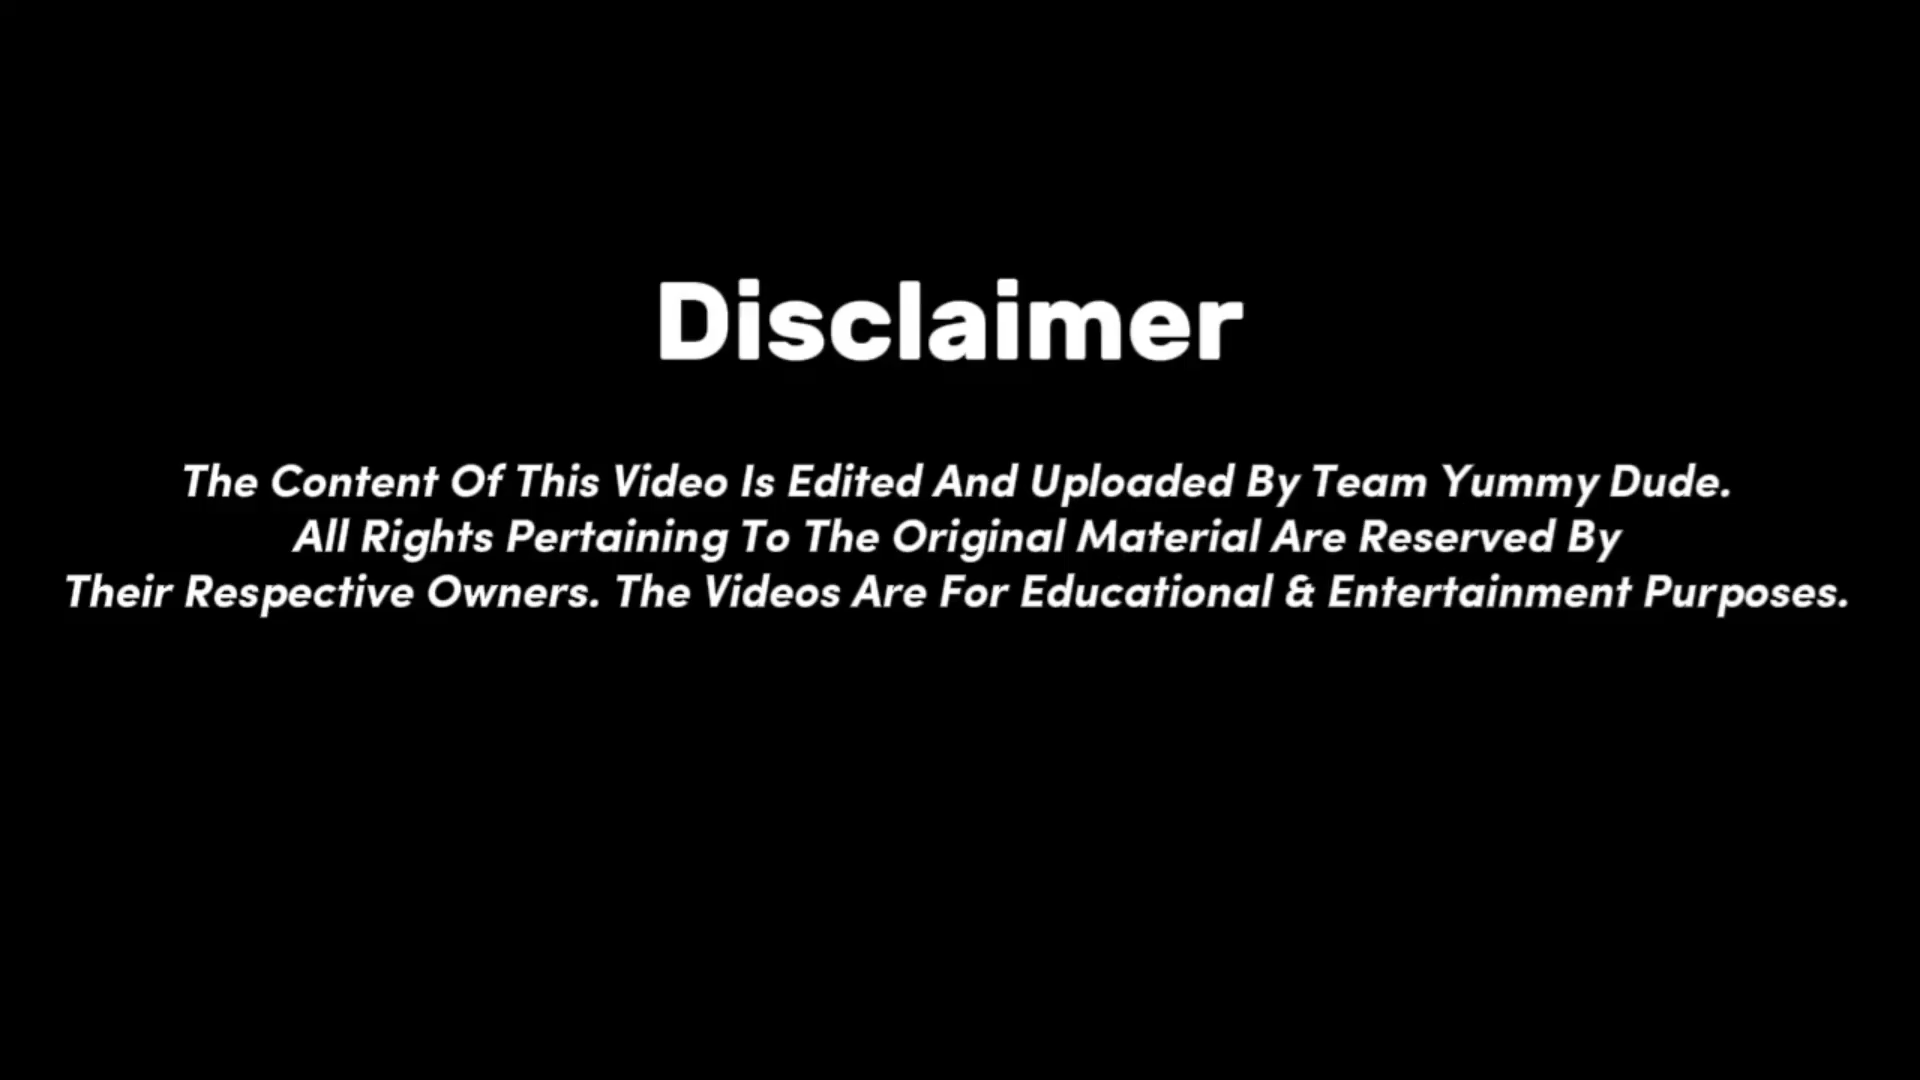 Disclaimer
The Content Of This Video Is Edited And Uploaded By Team Yummy Dude.
All Rights Pertaining To The Original Material Are Reserved By
Their Respective Owners. The Videos Are For Educational & Entertainment Purposes.